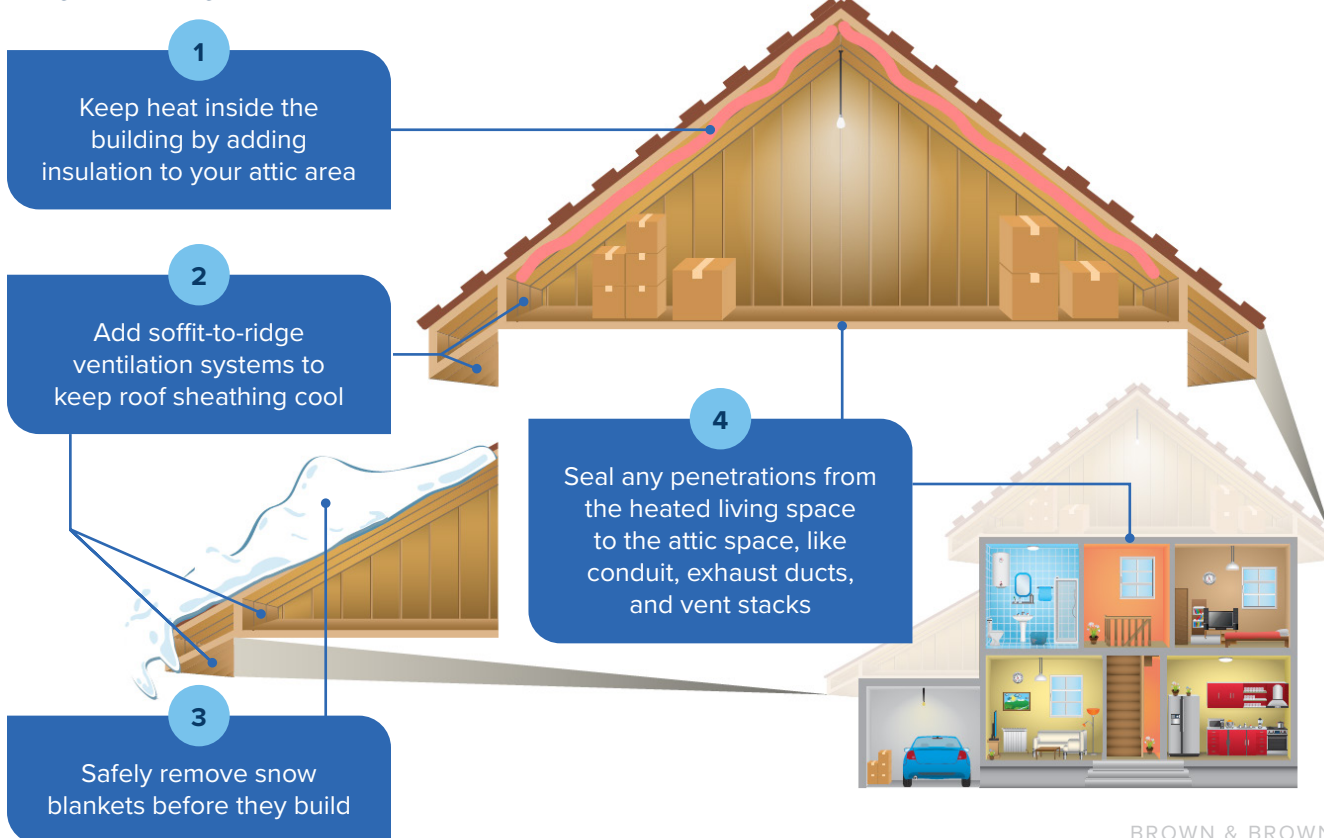 1
Keep heat inside the
building by adding
insulation to your attic area
2
Add soffit-to-ridge
ventilation systems to
keep roof sheathing cool
4
Seal any penetrations from
the heated living space
to the attic space, like
conduit, exhaust ducts,
and vent stacks
3
Safely remove snow
blankets before they build
BROWN & BROWN